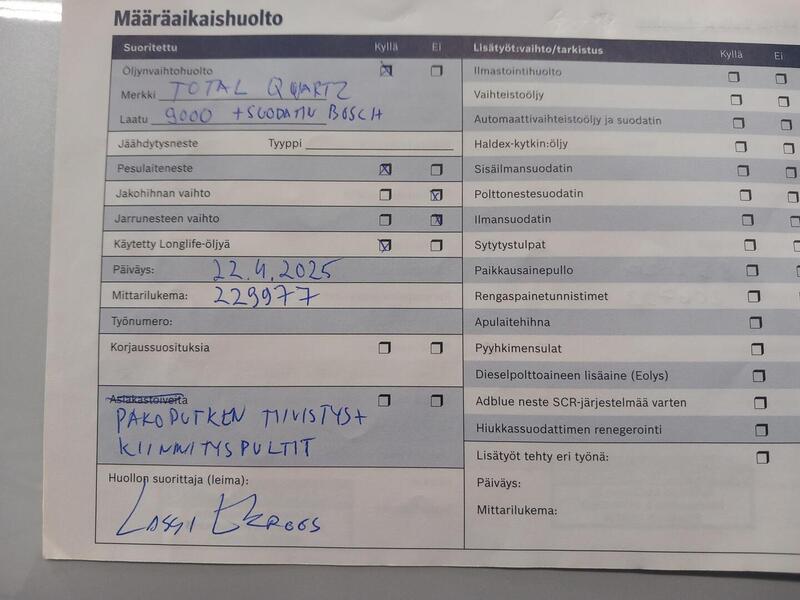 Määräaikaishuolto
Suoritettu Kyllä Ei
Öljynvaihtohuolto
Merkki TOTAL QUARTZ
Laatu 9000 + SUODATIN BOSCH
Jäähdytysneste Tyyppi
Pesulaiteneste
Jakohihnan vaihto
Jarrunesteen vaihto
Käytetty Longlife-öljyä
Päiväys: 22.4.2025
Mittarilukema: 229977
Työnumero:
Korjaussuosituksia
Asiakastoiveita
PAKOPUTKEN TIIVISTYS +
KIINNITYSPULTIT
Huollon suorittaja (leima):
Lisätyöt:vaihto/tarkistus Kyllä Ei
Ilmastointihuolto
Vaihteistoöljy
Automaattivaihteistoöljy ja suodatin
Haldex-kytkin:öljy
Sisäilmansuodatin
Polttonestesuodatin
Ilmansuodatin
Sytytystulpat
Paikkausainepullo
Rengaspainetunnistimet
Apulaitehihna
Pyyhkimensulat
Dieselpolttoaineen lisäaine (Eolys)
Adblue neste SCR-järjestelmää varten
Hiukkassuodattimen renegerointi
Lisätyöt tehty eri työnä:
Päiväys:
Mittarilukema: